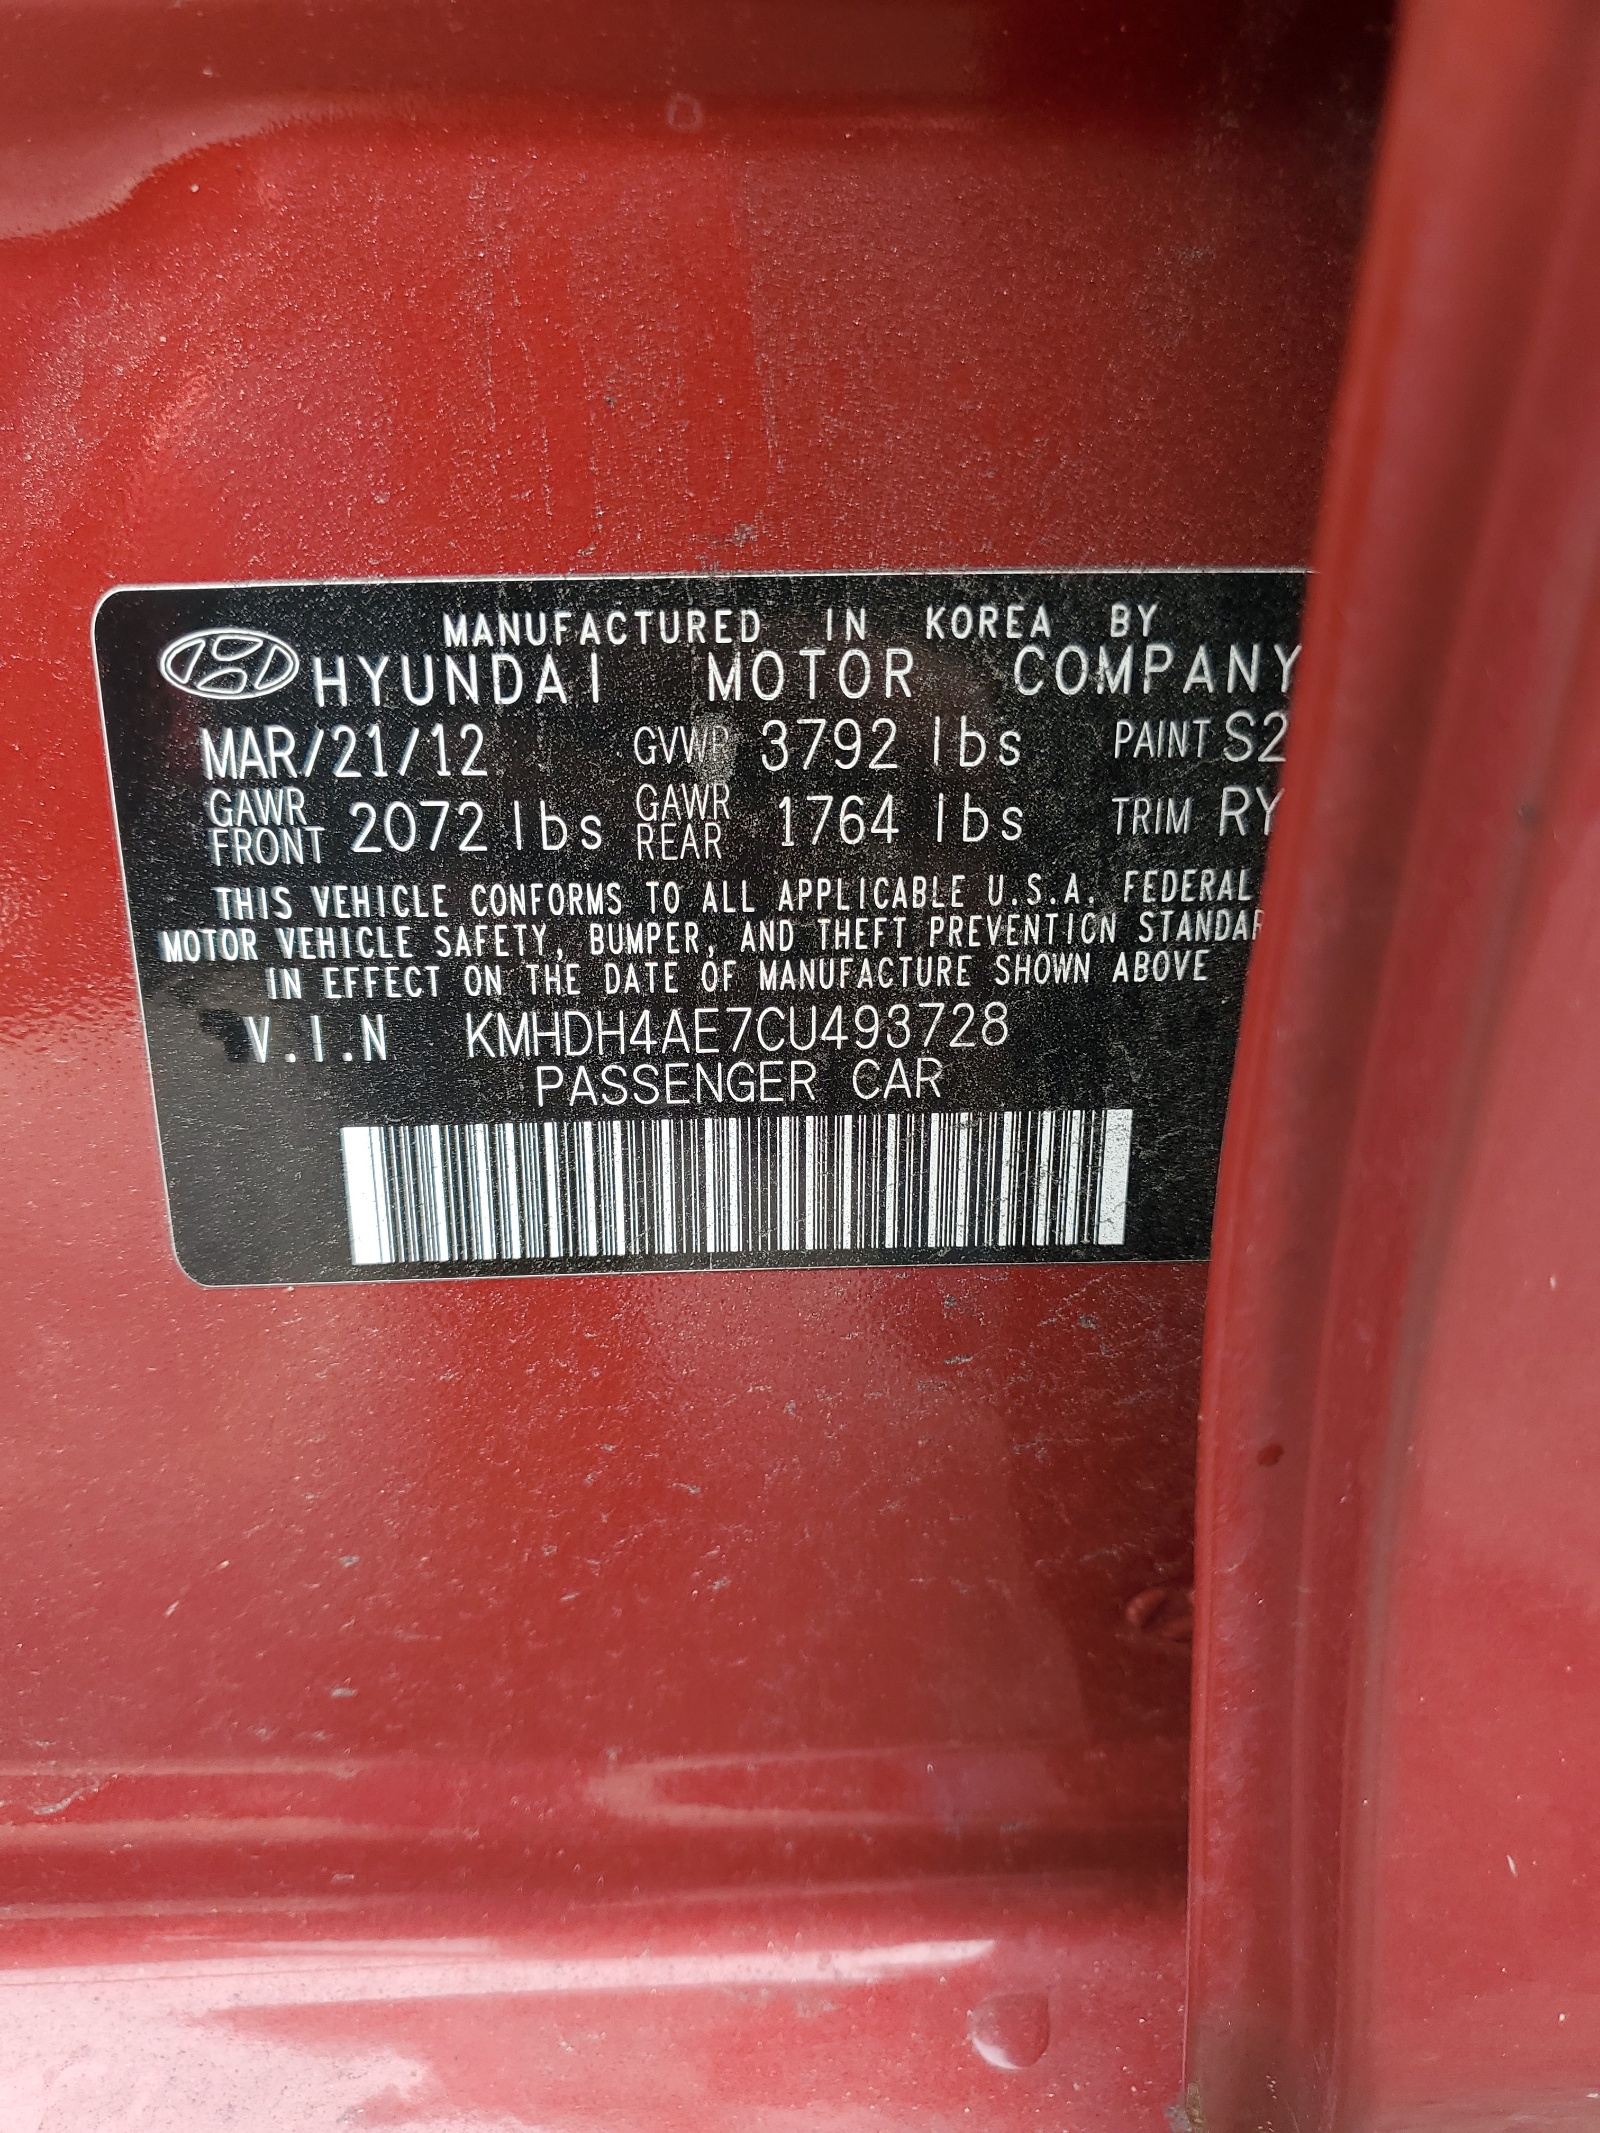 MANUFACTURED IN KOREA BY
HYUNDAI MOTOR COMPANY
MAR/21/12 GVWR 3792 lbs PAINT S2
GAWR FRONT 2072 lbs GAWR REAR 1764 lbs TRIM RY
THIS VEHICLE CONFORMS TO ALL APPLICABLE U.S.A. FEDERAL
MOTOR VEHICLE SAFETY, BUMPER, AND THEFT PREVENTION STANDAR
IN EFFECT ON THE DATE OF MANUFACTURE SHOWN ABOVE
V.I.N KMHDH4AE7CU493728
PASSENGER CAR